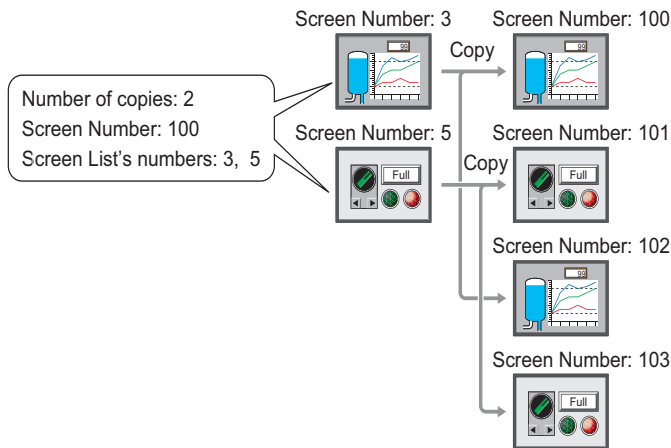 Screen Number: 3
Screen Number: 100
99
Copy
99
Number of copies: 2
Screen Number: 100
Screen List's numbers: 3, 5
Screen Number: 5
Screen Number: 101
Full
Copy
Full
Screen Number: 102
99
Screen Number: 103
Full